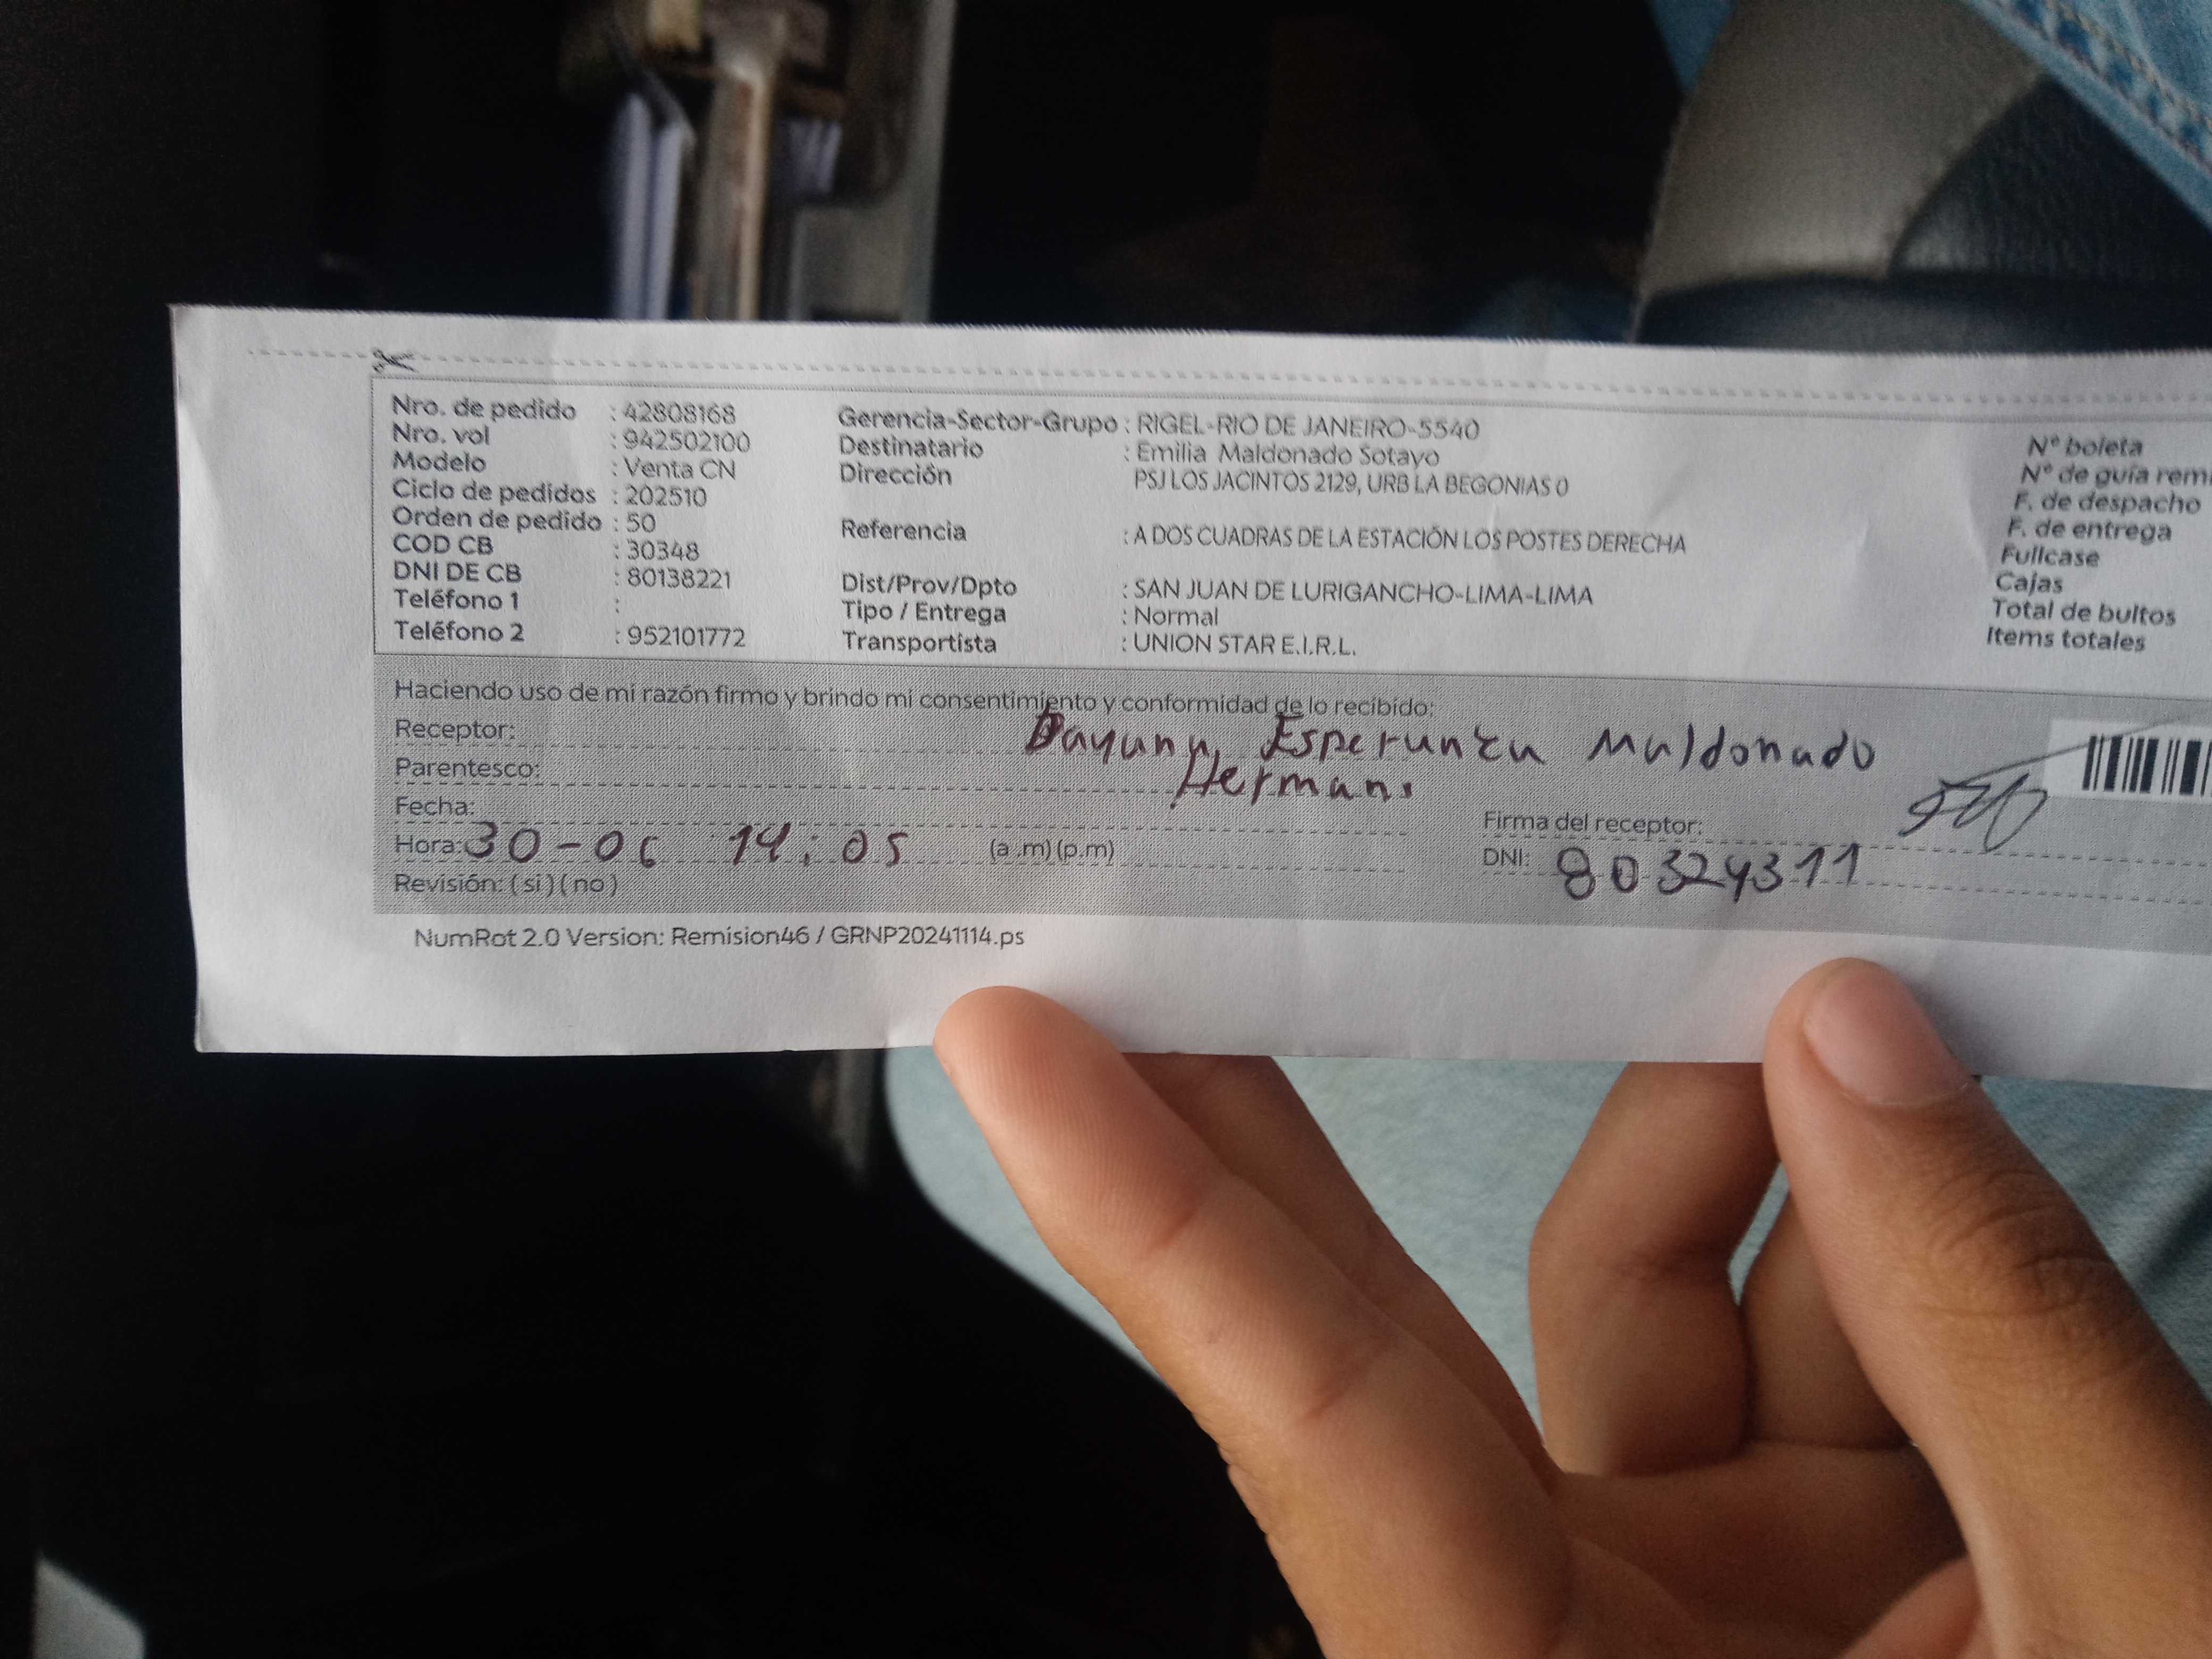 Nro. de pedido : 42808168
Nro. vol : 942502100
Modelo : Venta CN
Ciclo de pedidos : 202510
Orden de pedido : 50
COD CB : 30348
DNI DE CB : 80138221
Teléfono 1 :
Teléfono 2 : 952101772
Gerencia-Sector-Grupo : RIGEL-RIO DE JANEIRO-5540
Destinatario : Emilia Maldonado Sotayo
Dirección PSJ LOS JACINTOS 2129, URB LA BEGONIAS 0
Referencia : A DOS CUADRAS DE LA ESTACIÓN LOS POSTES DERECHA
Dist/Prov/Dpto : SAN JUAN DE LURIGANCHO-LIMA-LIMA
Tipo / Entrega : Normal
Transportista : UNION STAR E.I.R.L.
N° boleta
N° de guía remi
F. de despacho
F. de entrega
Fullcase
Cajas
Total de bultos
Items totales
Haciendo uso de mi razón firmo y brindo mi consentimiento y conformidad de lo recibido:
Receptor: Dayana Esperanza Maldonado
Parentesco: Hermana
Fecha:
Hora: 30-06 14:05 (a.m)(p.m)
Revisión: (si)(no)
Firma del receptor:
DNI: 80324311
NumRot 2.0 Version: Remision46 / GRNP20241114.ps